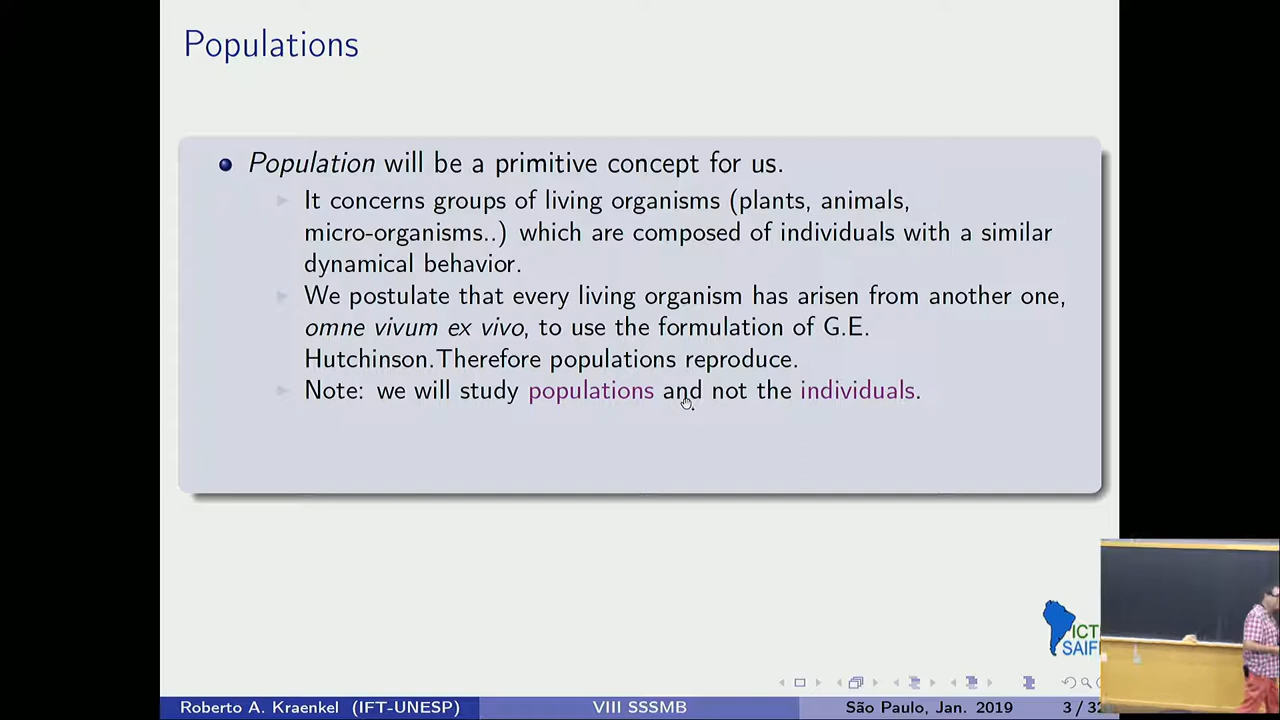 Populations
Population will be a primitive concept for us.
It concerns groups of living organisms (plants, animals,
micro-organisms..) which are composed of individuals with a similar
dynamical behavior.
We postulate that every living organism has arisen from another one,
omne vivum ex vivo, to use the formulation of G.E.
Hutchinson.Therefore populations reproduce.
Note: we will study populations and not the individuals.
ICT
SAIF
Roberto A. Kraenkel (IFT-UNESP) VIII SSSMB São Paulo, Jan. 2019 3 / 32